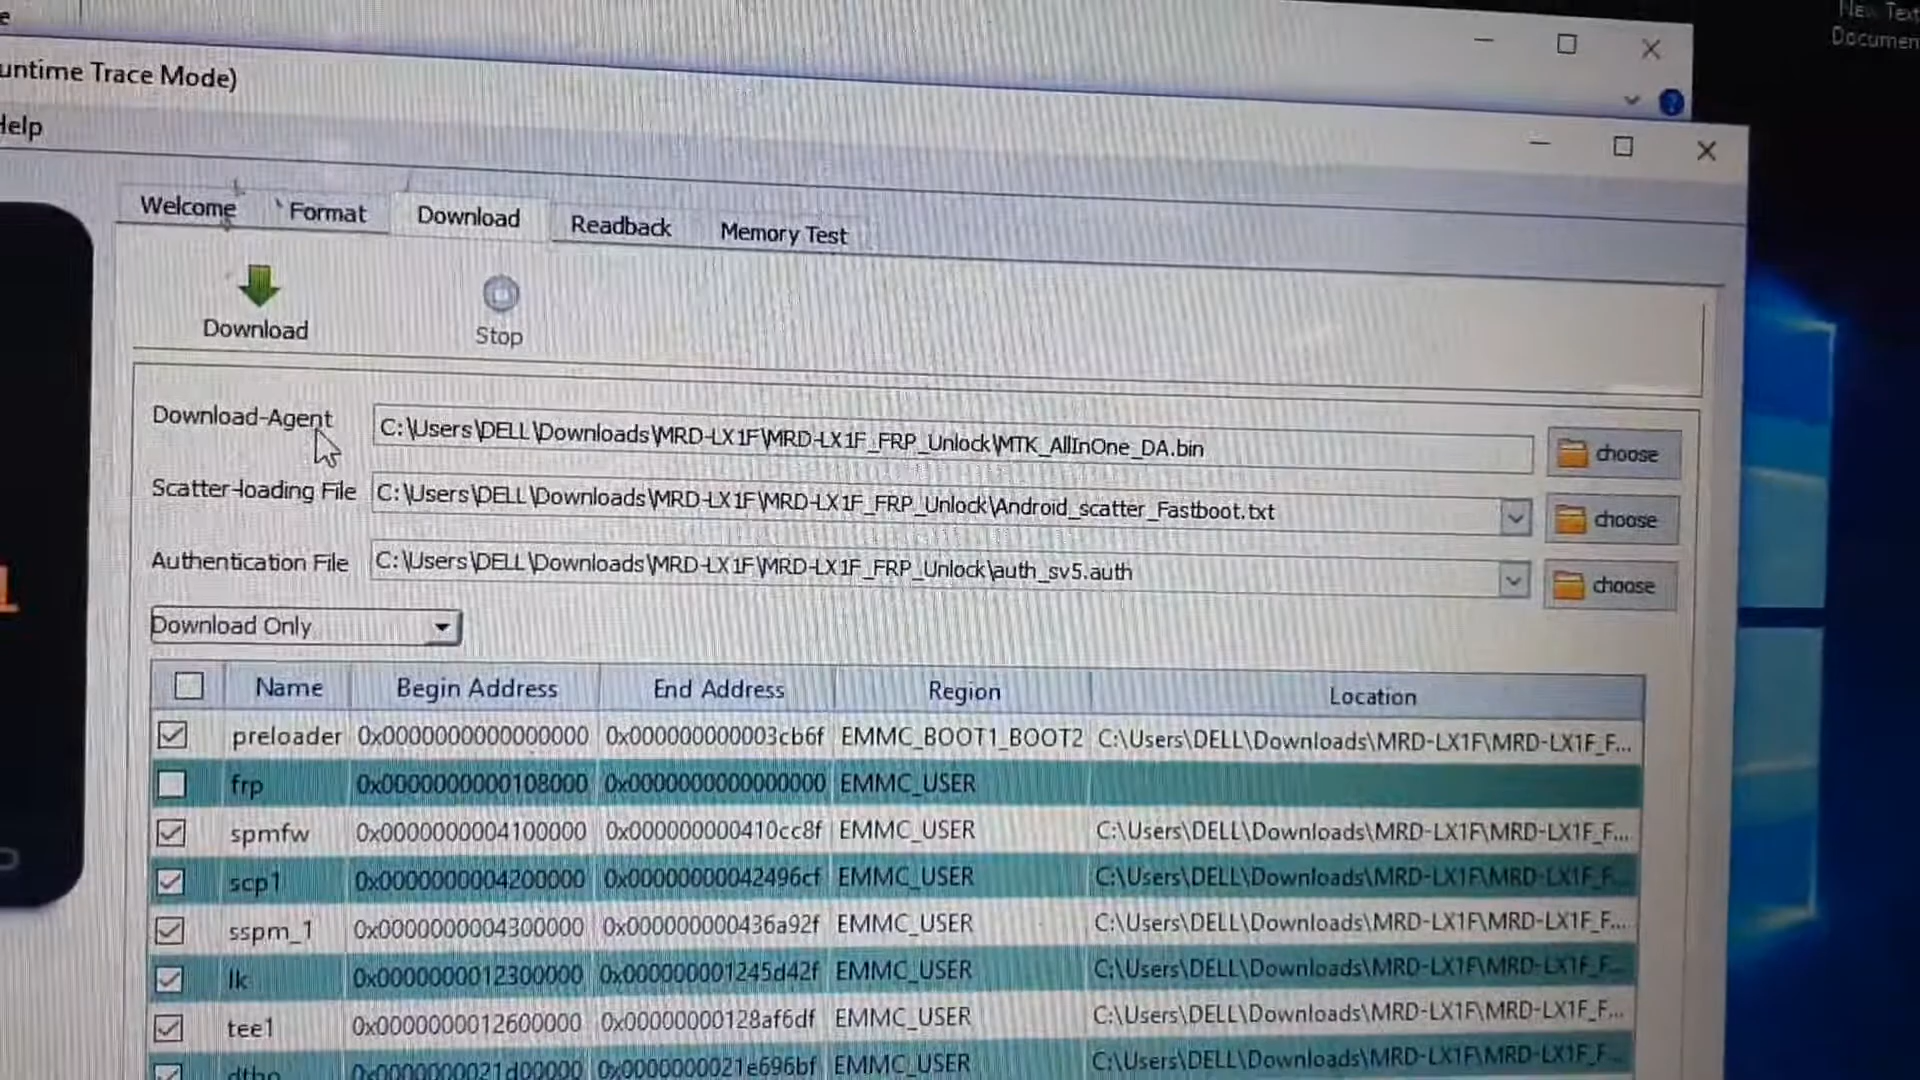 New Text
Documen
untime Trace Mode)
Help
Welcome Format Download Readback Memory Test
Download Stop
Download-Agent C:\Users\DELL\Downloads\MRD-LX1F\MRD-LX1F_FRP_Unlock\MTK_AllInOne_DA.bin choose
Scatter-loading File C:\Users\DELL\Downloads\MRD-LX1F\MRD-LX1F_FRP_Unlock\Android_scatter_Fastboot.txt choose
Authentication File C:\Users\DELL\Downloads\MRD-LX1F\MRD-LX1F_FRP_Unlock\auth_sv5.auth choose
Download Only
Name Begin Address End Address Region Location
preloader 0x0000000000000000 0x000000000003cb6f EMMC_BOOT1_BOOT2 C:\Users\DELL\Downloads\MRD-LX1F\MRD-LX1F_F...
frp 0x0000000000108000 0x0000000000000000 EMMC_USER
spmfw 0x0000000004100000 0x000000000410cc8f EMMC_USER C:\Users\DELL\Downloads\MRD-LX1F\MRD-LX1F_F...
scp1 0x0000000004200000 0x00000000042496cf EMMC_USER C:\Users\DELL\Downloads\MRD-LX1F\MRD-LX1F_F...
sspm_1 0x0000000004300000 0x000000000436a92f EMMC_USER C:\Users\DELL\Downloads\MRD-LX1F\MRD-LX1F_F...
lk 0x0000000012300000 0x000000001245d42f EMMC_USER C:\Users\DELL\Downloads\MRD-LX1F\MRD-LX1F_F...
tee1 0x0000000012600000 0x00000000128af6df EMMC_USER C:\Users\DELL\Downloads\MRD-LX1F\MRD-LX1F_F...
dtbo 0x0000000021d00000 0x0000000021e696bf EMMC_USER C:\Users\DELL\Downloads\MRD-LX1F\MRD-LX1F_F...